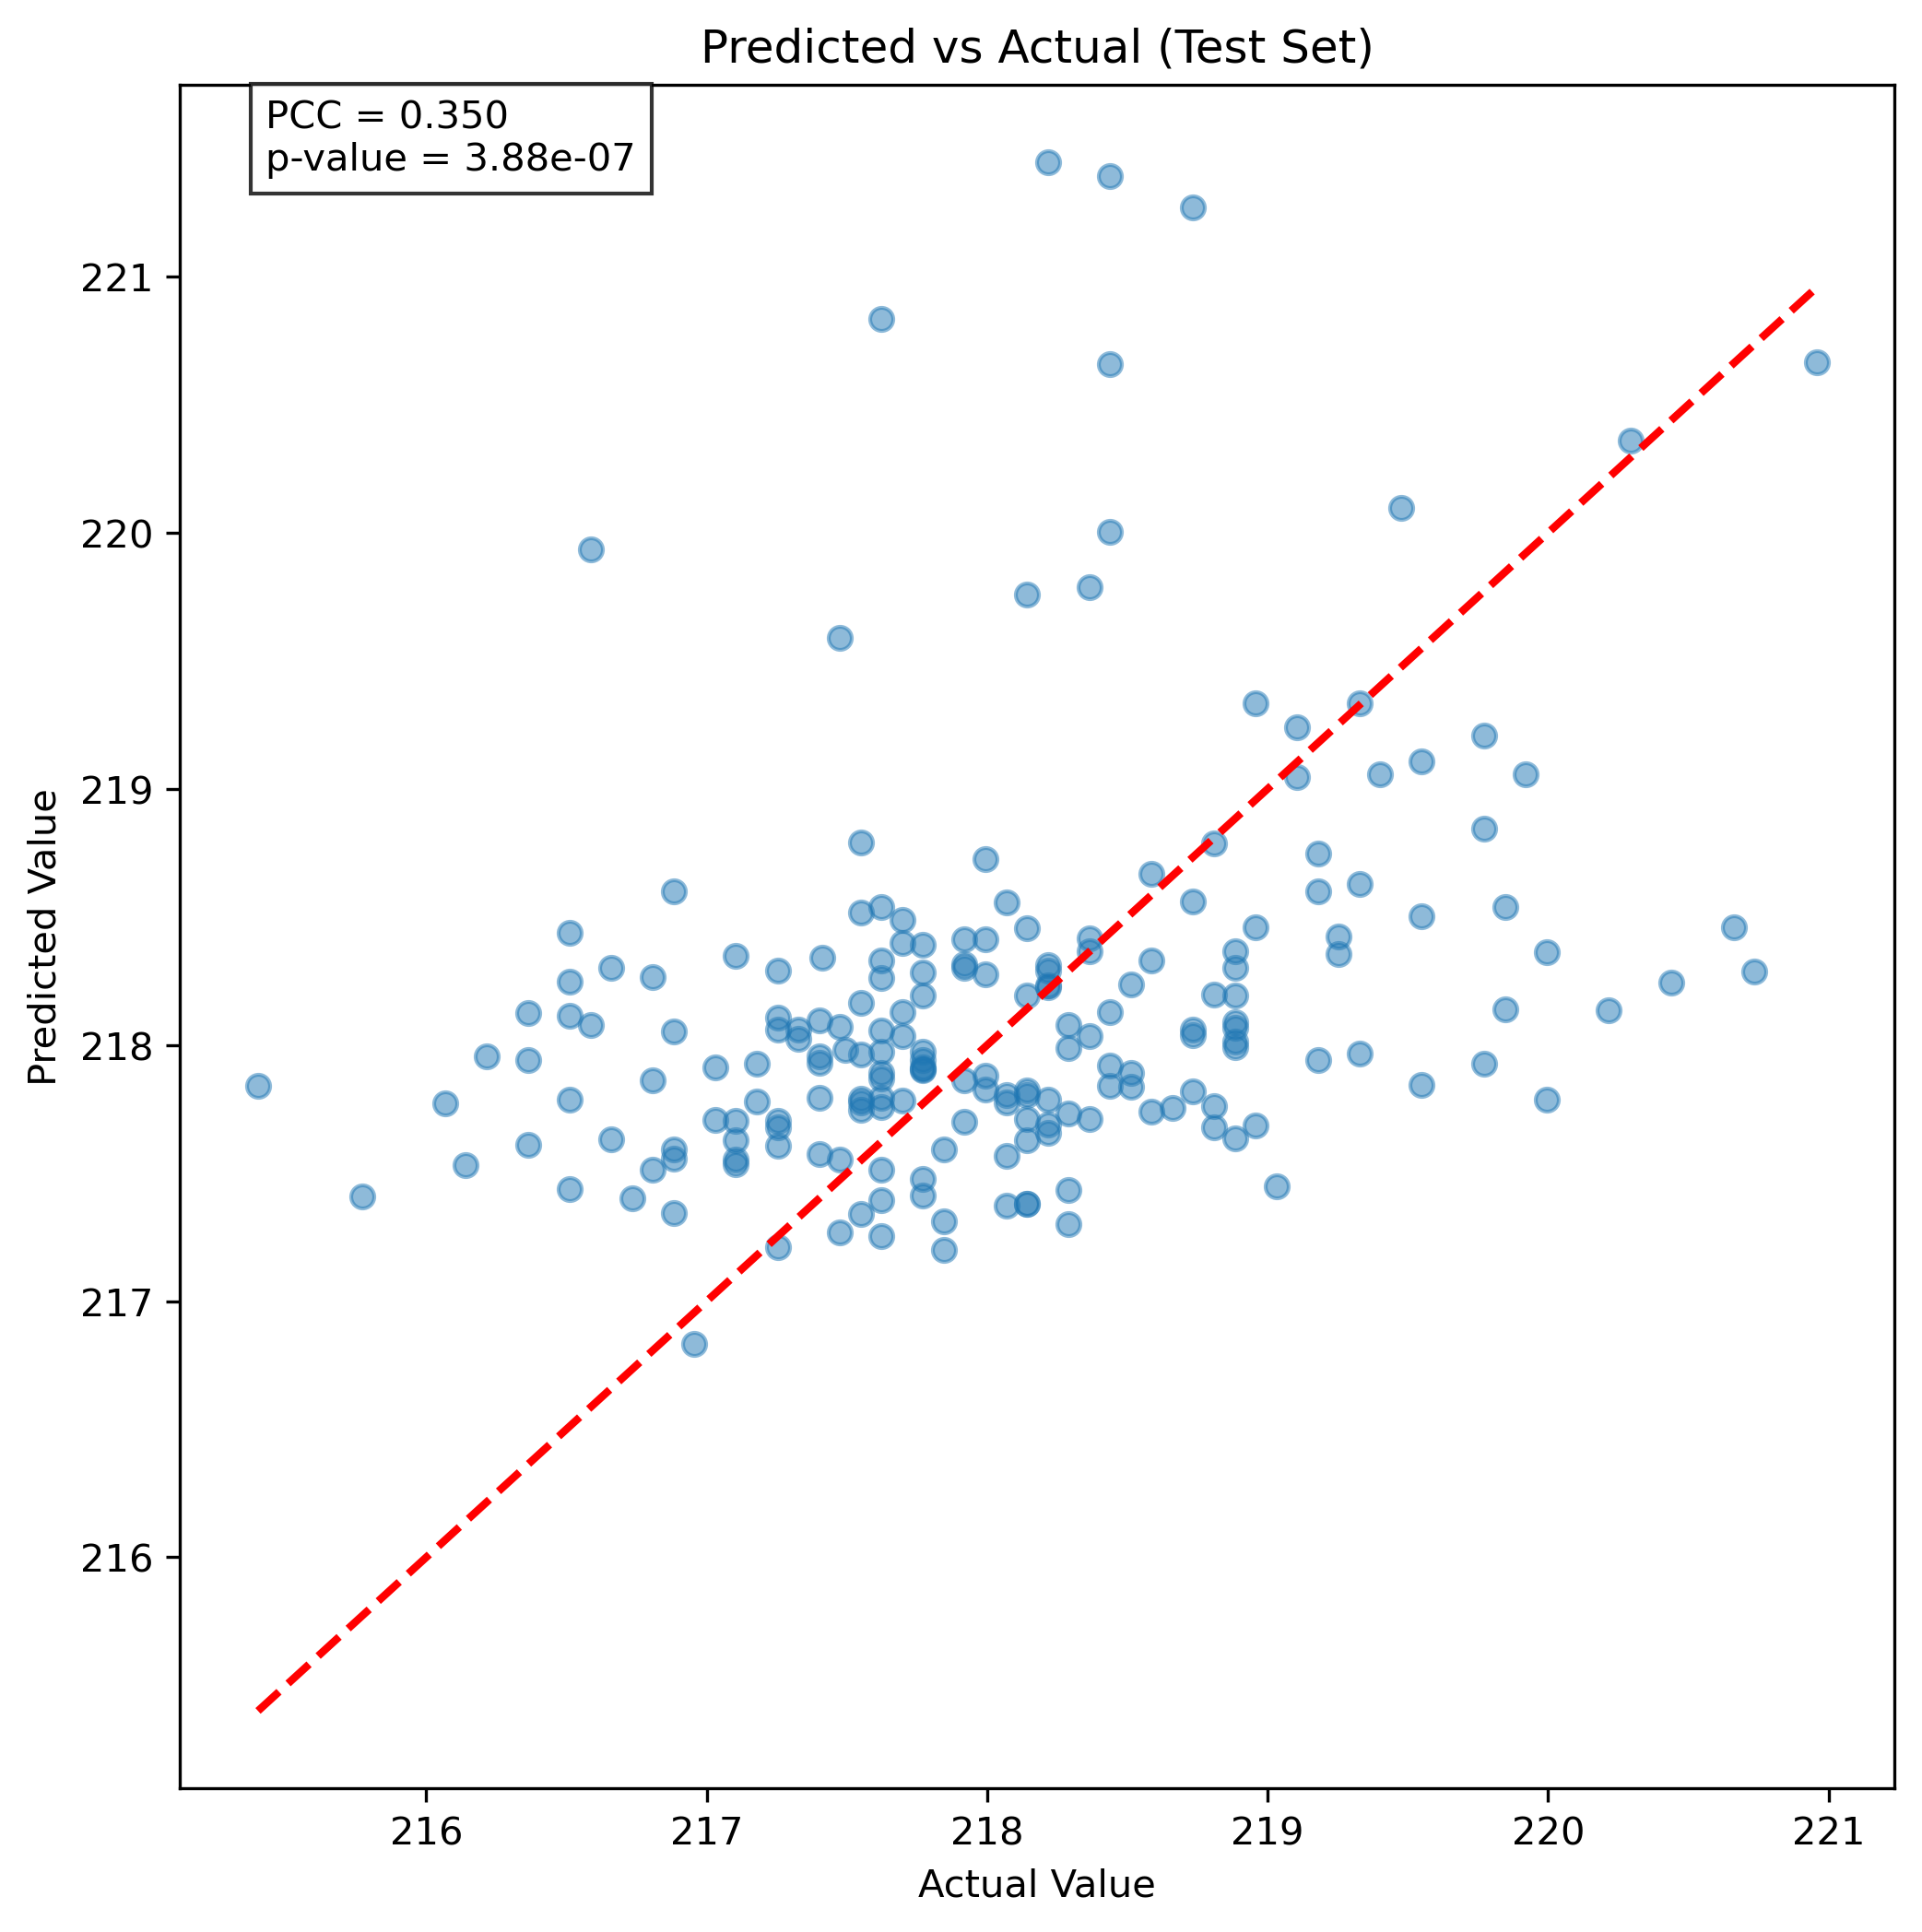 Predicted vs Actual (Test Set)
PCC = 0.350
p-value = 3.88e-07
Predicted Value
221
220
219
218
217
216
216 217 218 219 220 221
Actual Value